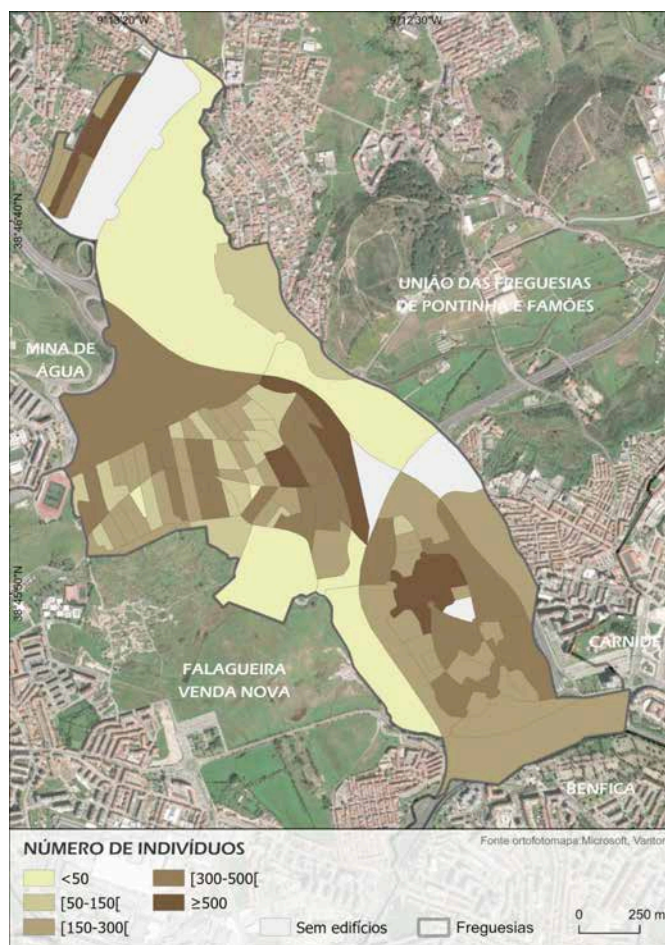 9°13'20"W
9°12'30"W
38°46'40"N
UNIÃO DAS FREGUESIAS
DE PONTINHA E FAMÕES
MINA DE
ÁGUA
38°45'50"N
CARNIDE
FALAGUEIRA
VENDA NOVA
BENFICA
Fonte ortofotomapa:Microsoft, Vantor
NÚMERO DE INDIVÍDUOS
<50
[50-150[
[150-300[
[300-500[
≥500
Sem edifícios
Freguesias
0 250 m